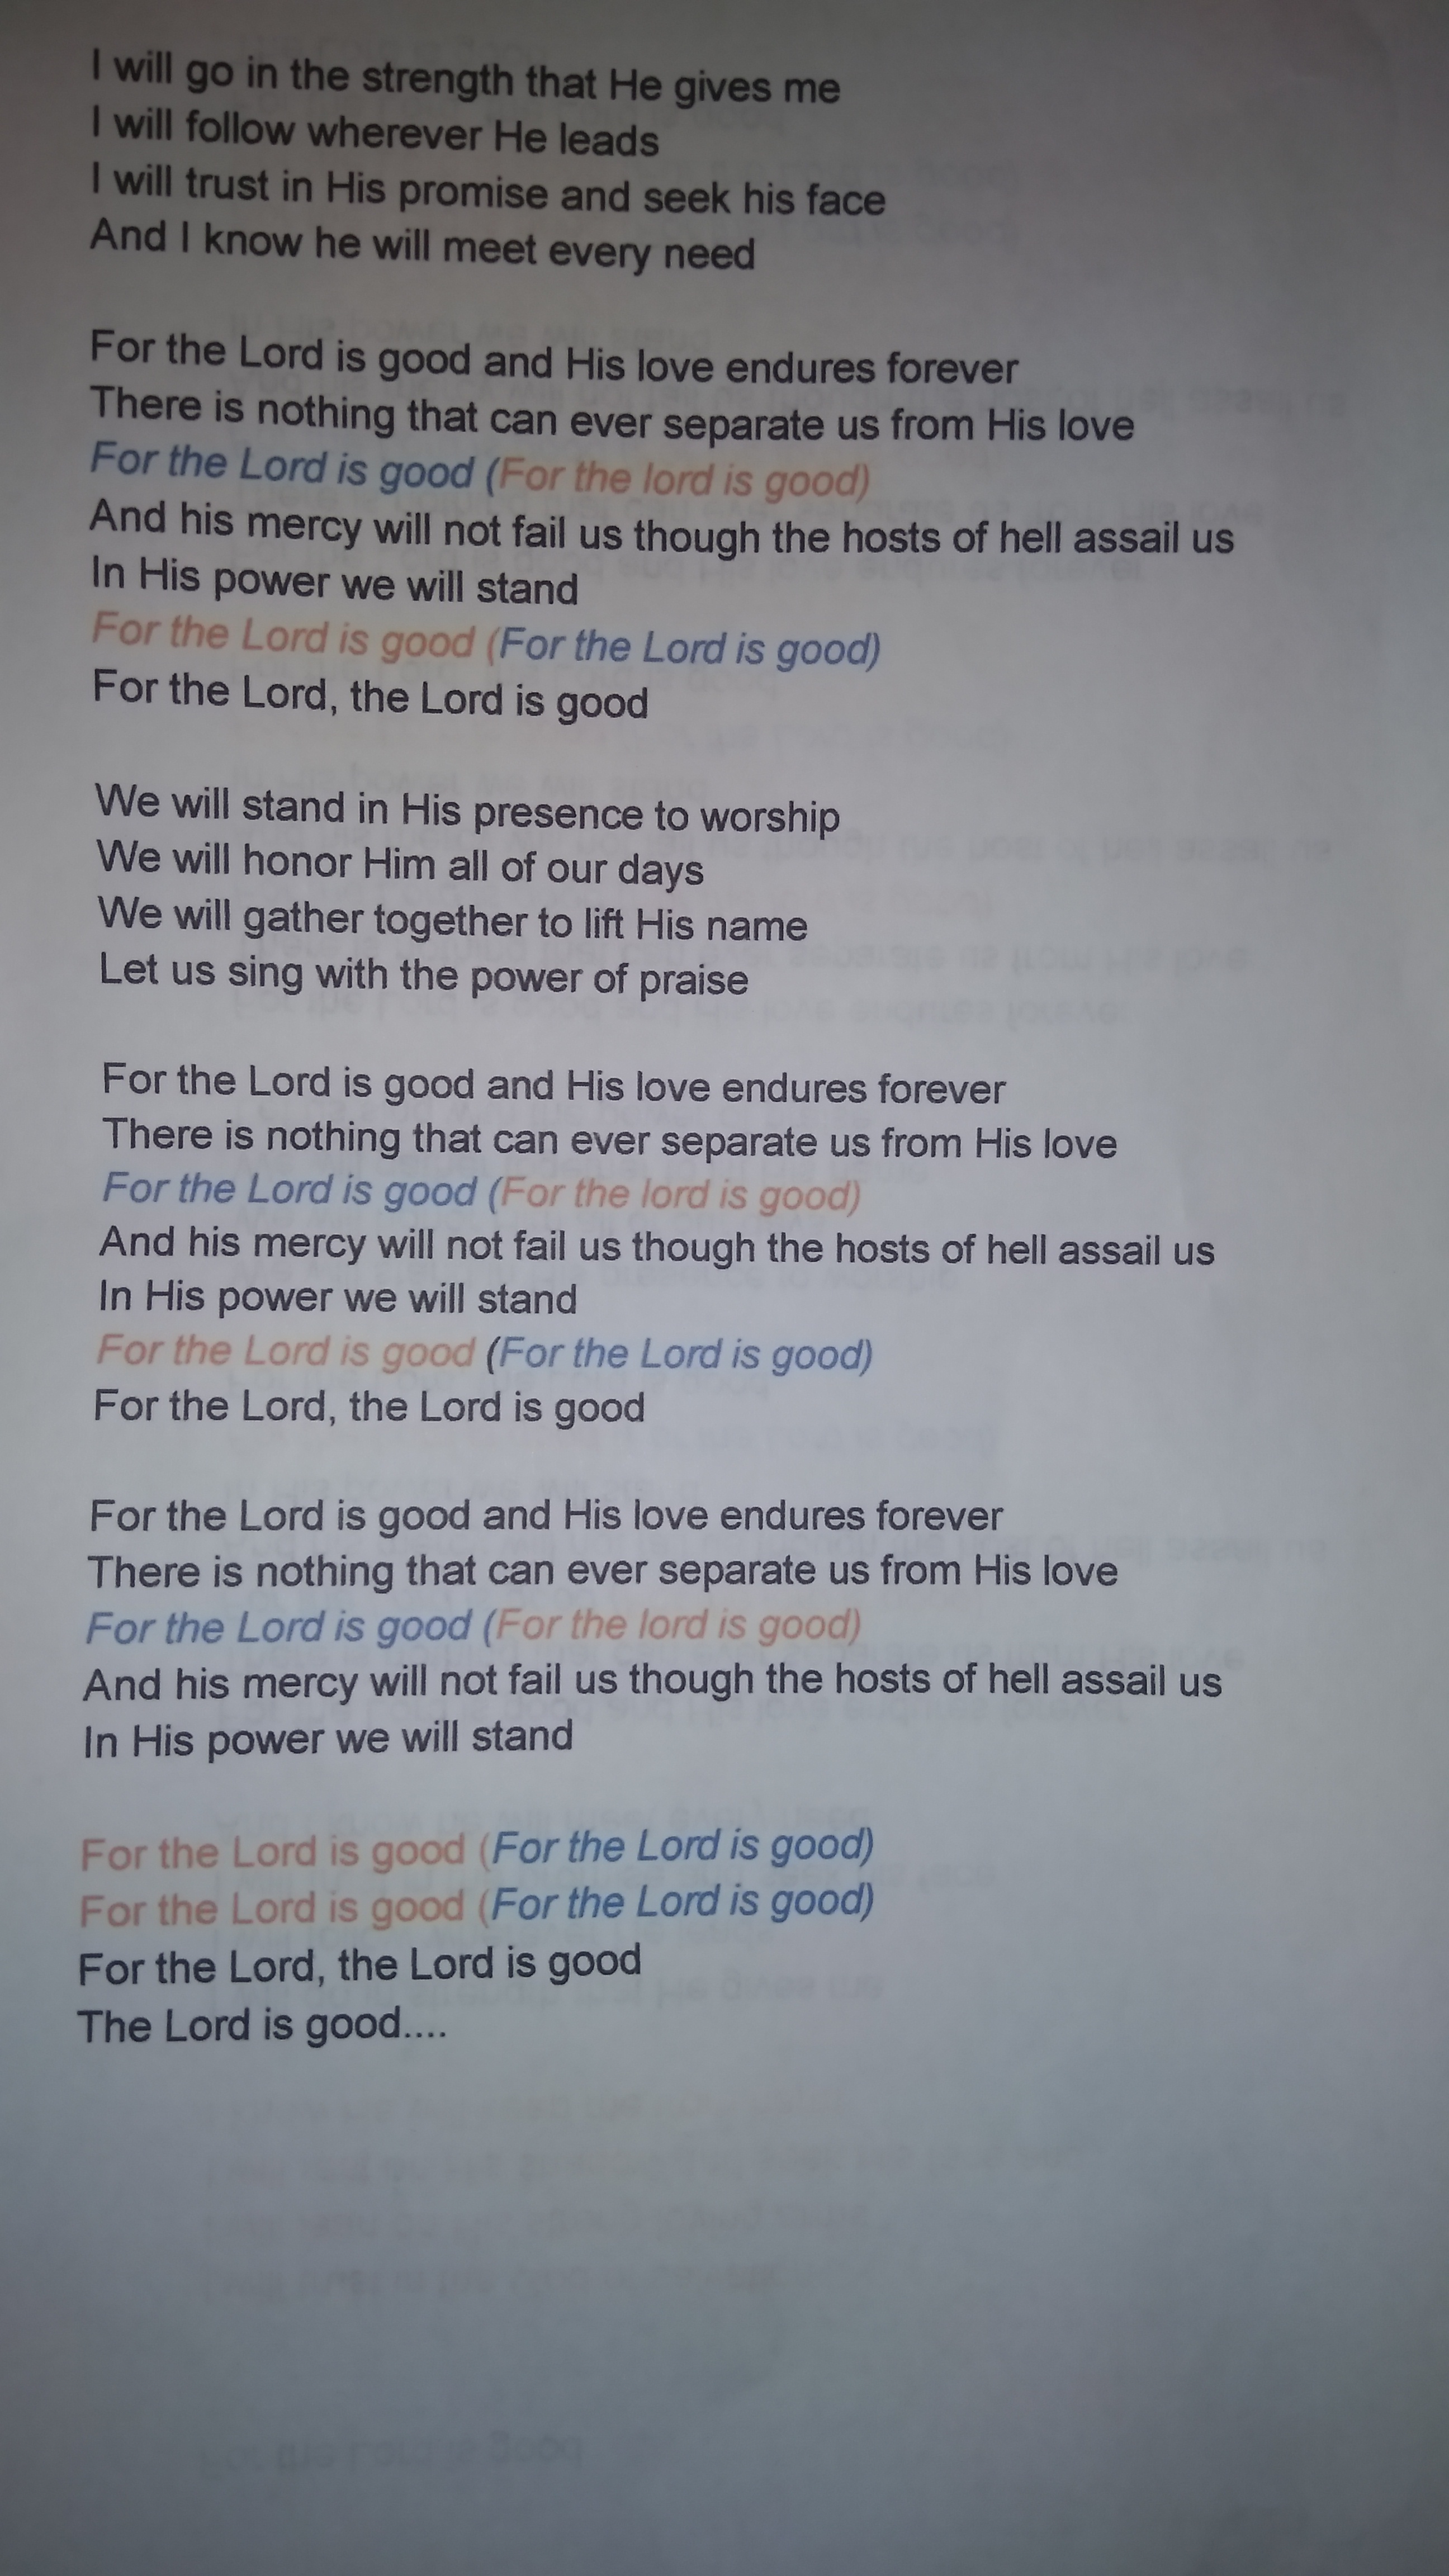 I will go in the strength that He gives me
I will follow wherever He leads
I will trust in His promise and seek his face
And I know he will meet every need
For the Lord is good and His love endures forever
There is nothing that can ever separate us from His love
For the Lord is good (For the lord is good)
And his mercy will not fail us though the hosts of hell assail us
In His power we will stand
For the Lord is good (For the Lord is good)
For the Lord, the Lord is good
We will stand in His presence to worship
We will honor Him all of our days
We will gather together to lift His name
Let us sing with the power of praise
For the Lord is good and His love endures forever
There is nothing that can ever separate us from His love
For the Lord is good (For the lord is good)
And his mercy will not fail us though the hosts of hell assail us
In His power we will stand
For the Lord is good (For the Lord is good)
For the Lord, the Lord is good
For the Lord is good and His love endures forever
There is nothing that can ever separate us from His love
For the Lord is good (For the lord is good)
And his mercy will not fail us though the hosts of hell assail us
In His power we will stand
For the Lord is good (For the Lord is good)
For the Lord is good (For the Lord is good)
For the Lord, the Lord is good
The Lord is good....